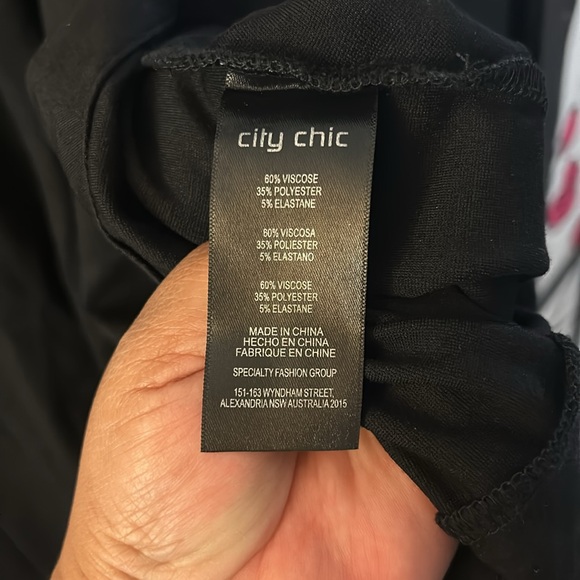 city chic
60% VISCOSE
35% POLYESTER
5% ELASTANE
60% VISCOSA
35% POLIESTER
5% ELASTANO
60% VISCOSE
35% POLYESTER
5% ELASTANE
MADE IN CHINA
HECHO EN CHINA
FABRIQUE EN CHINE
SPECIALTY FASHION GROUP
151-163 WYNDHAM STREET,
ALEXANDRIA NSW AUSTRALIA 2015